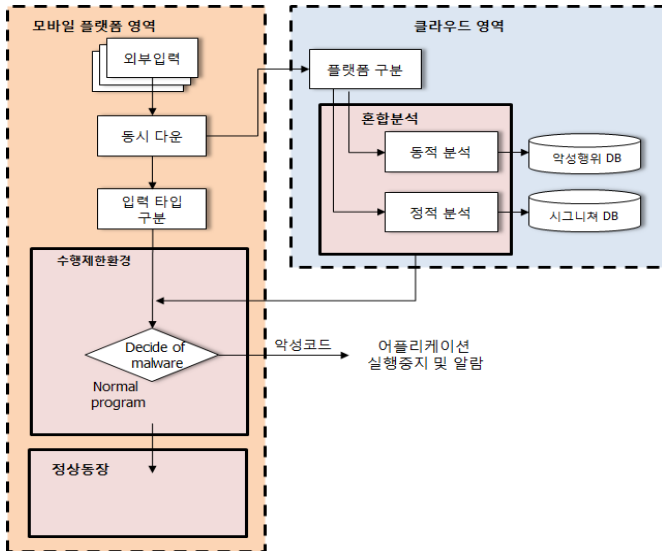 모바일 플랫폼 영역
외부입력
동시 다운
입력 타입
구분
수행제한환경
Decide of
malware
Normal
program
정상동장
클라우드 영역
플랫폼 구분
혼합분석
동적 분석
악성행위 DB
정적 분석
시그니쳐 DB
악성코드
어플리케이션
실행중지 및 알람